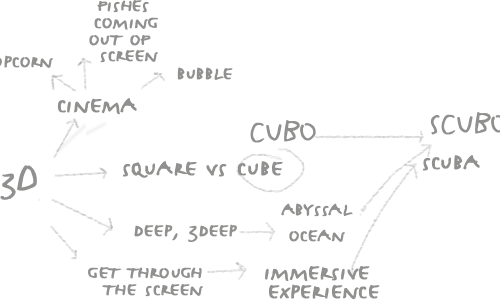 PISHES
COMING
OUT OP
SCREEN
OPCORN
BUBBLE
CINEMA
CUBO
SCUBO
3D
SQUARE VS CUBE
SCUBA
DEEP, 3DEEP
ABYSSAL
OCEAN
GET THROUGH
THE SCREEN
IMMERSIVE
EXPERIENCE